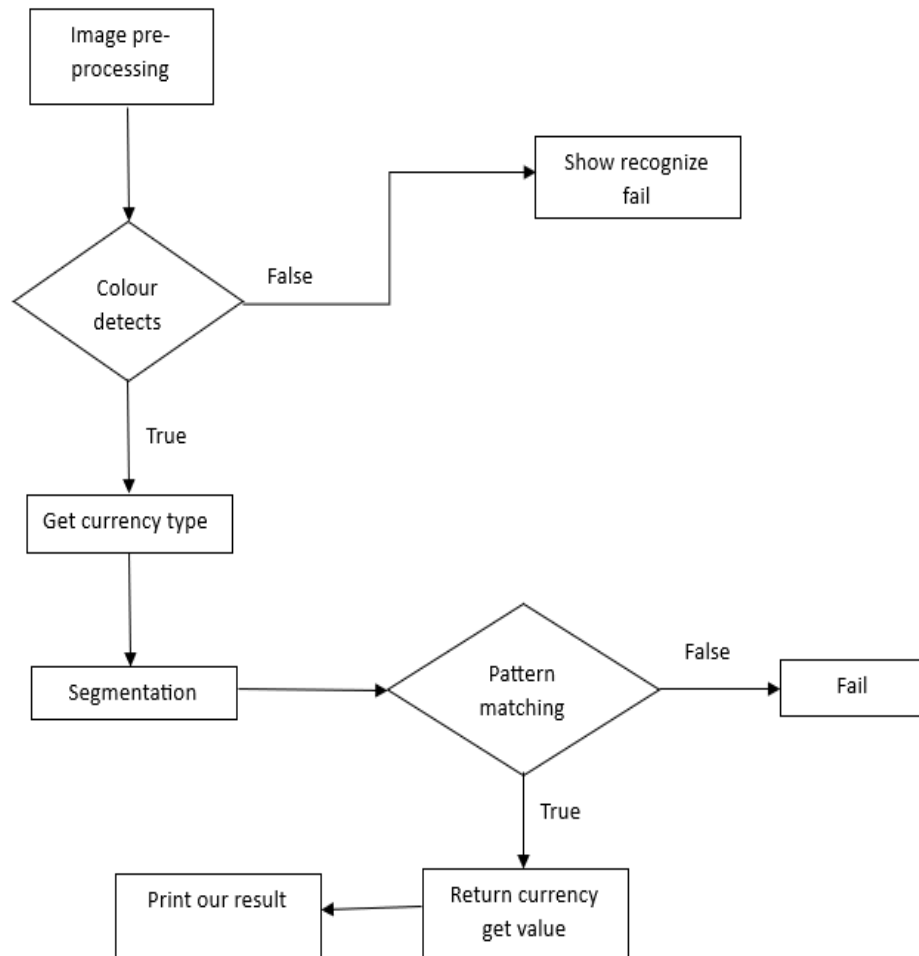 Image pre-
processing
Show recognize
fail
False
Colour
detects
True
Get currency type
False
Pattern
matching
Fail
Segmentation
True
Print our result
Return currency
get value